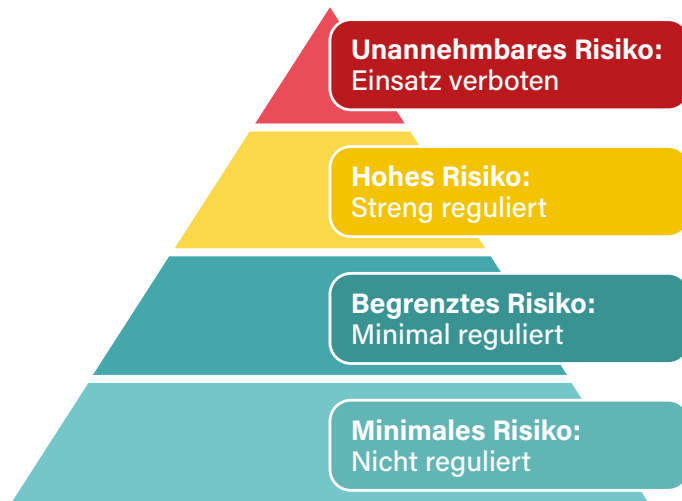 Unannehmbares Risiko:
Einsatz verboten
Hohes Risiko:
Streng reguliert
Begrenztes Risiko:
Minimal reguliert
Minimales Risiko:
Nicht reguliert